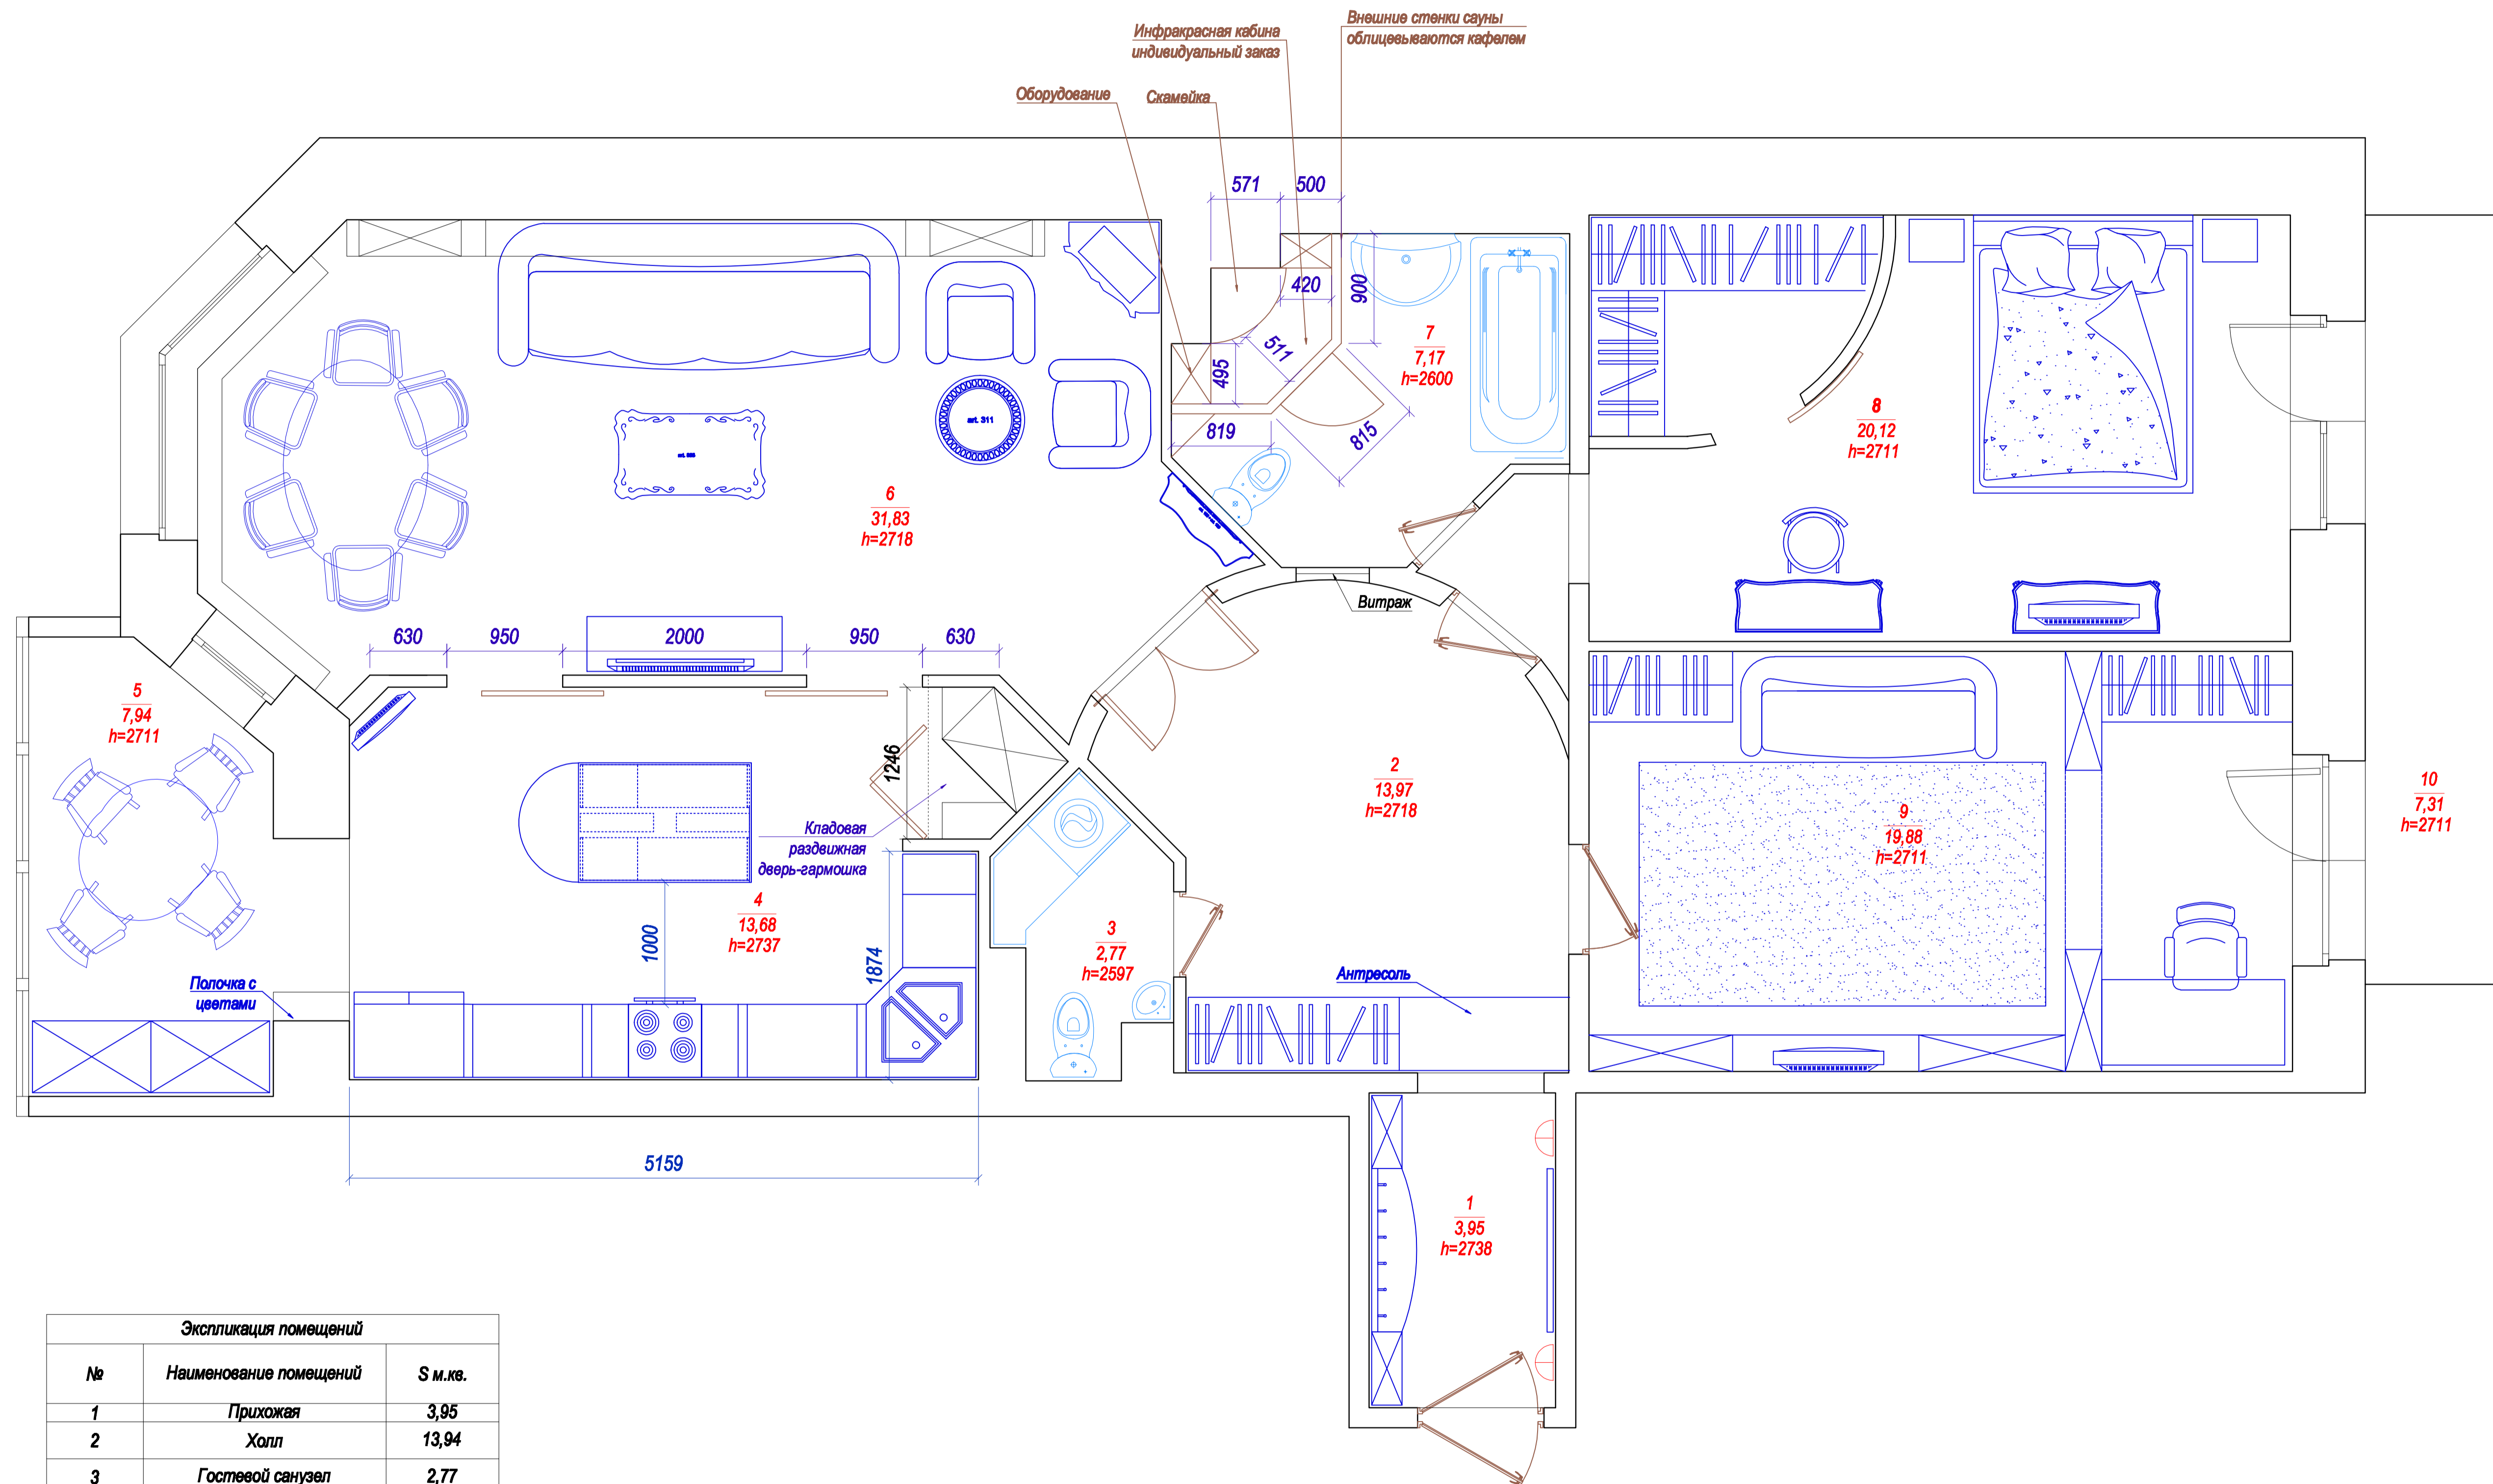 Внешние стенки сауны
облицевываются кафелем
Инфракрасная кабина
индивидуальный заказ
Оборудование
Скамейка
571
500
420
900
511
495
819
815
7
7,17
h=2600
8
20,12
h=2711
art. 311
6
31,83
h=2718
Витраж
630
950
2000
950
630
5
7,94
h=2711
1246
2
13,97
h=2718
10
7,31
h=2711
9
19,88
h=2711
Кладовая
раздвижная
дверь-гармошка
4
13,68
h=2737
1000
1874
3
2,77
h=2597
Антресоль
Полочка с
цветами
5159
1
3,95
h=2738
Экспликация помещений
№ Наименование помещений S м.кв.
1 Прихожая 3,95
2 Холл 13,94
3 Гостевой санузел 2,77